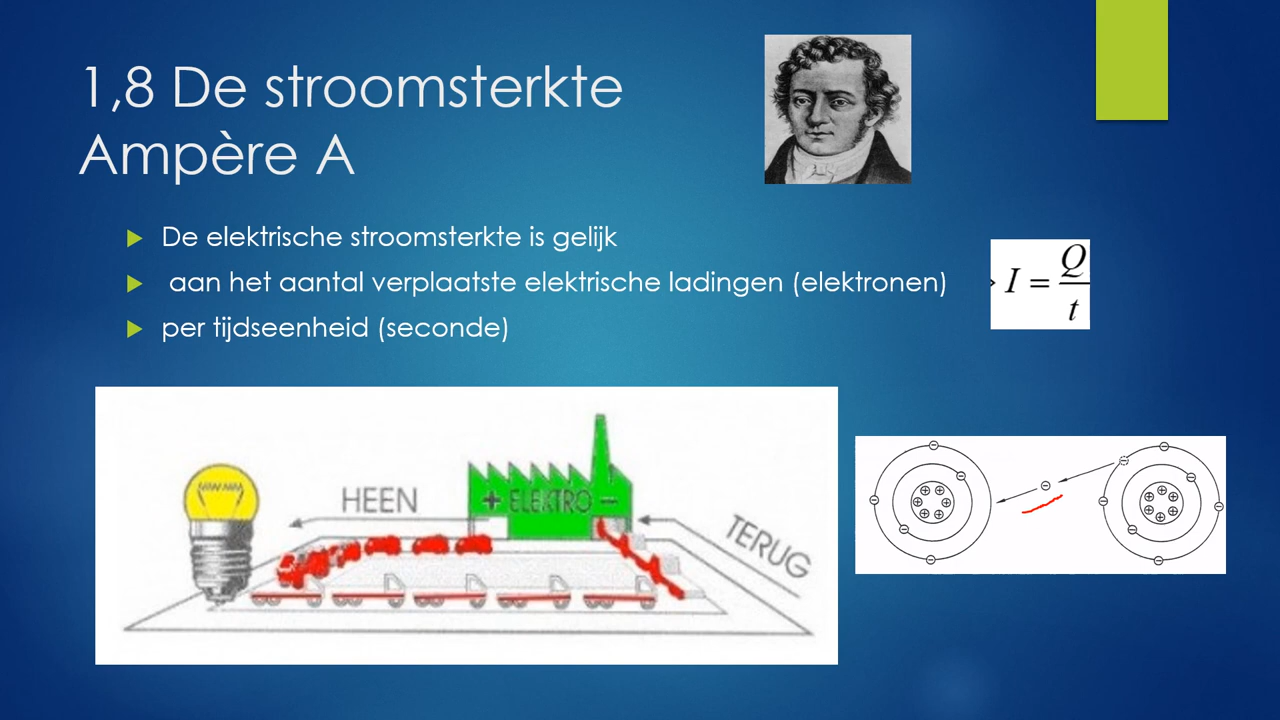 1,8 De stroomsterkte
Ampère A
De elektrische stroomsterkte is gelijk
aan het aantal verplaatste elektrische ladingen (elektronen)
per tijdseenheid (seconde)
I = Q/t
HEEN
+ ELEKTRO −
TERUG